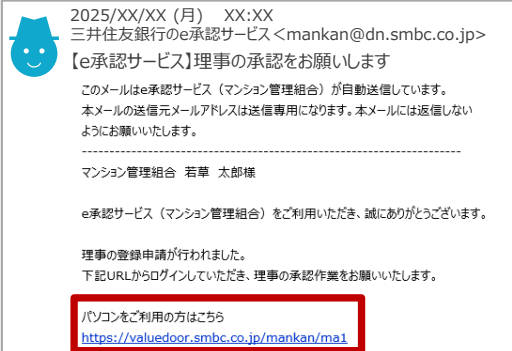 2025/XX/XX (月)　XX:XX
三井住友銀行のe承認サービス＜mankan@dn.smbc.co.jp>
【e承認サービス】理事の承認をお願いします
このメールはe承認サービス（マンション管理組合）が自動送信しています。
本メールの送信元メールアドレスは送信専用になります。本メールには返信しない
ようにお願いいたします。
----------------------------------------------------------------------
マンション管理組合　若草　太郎様
e承認サービス（マンション管理組合）をご利用いただき、誠にありがとうございます。
理事の登録申請が行われました。
下記URLからログインしていただき、理事の承認作業をお願いいたします。
パソコンをご利用の方はこちら
https://valuedoor.smbc.co.jp/mankan/ma1